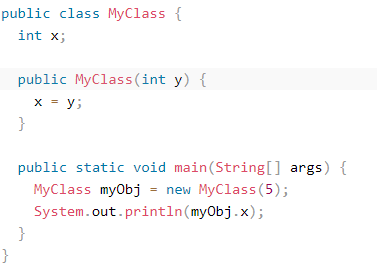 public class MyClass {
  int x;

  public MyClass(int y) {
    x = y;
  }

  public static void main(String[] args) {
    MyClass myObj = new MyClass(5);
    System.out.println(myObj.x);
  }
}